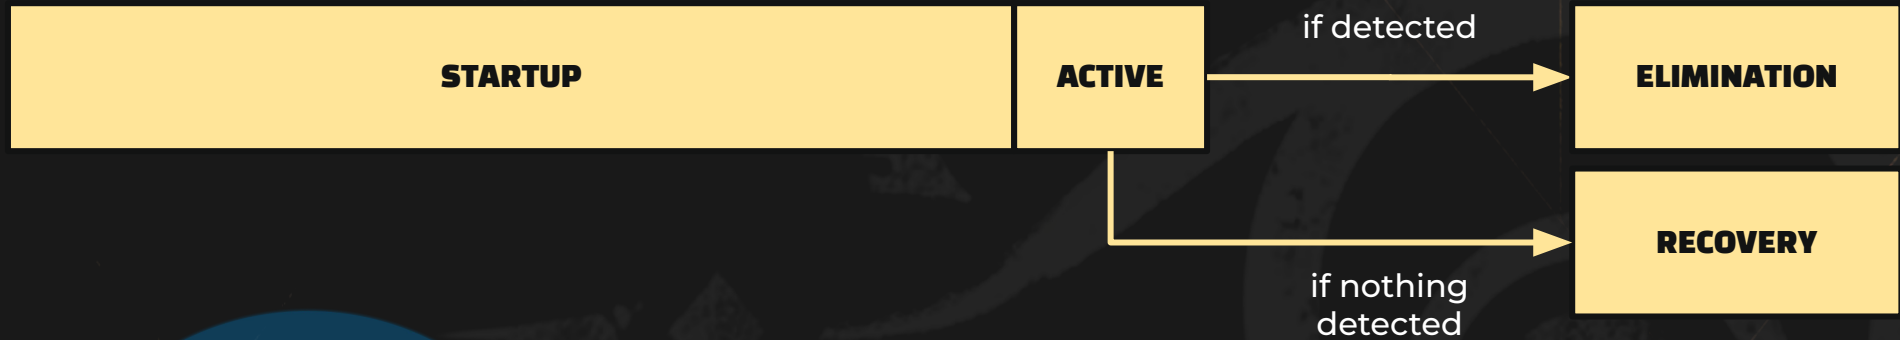 STARTUP
ACTIVE
if detected
ELIMINATION
RECOVERY
if nothing
detected